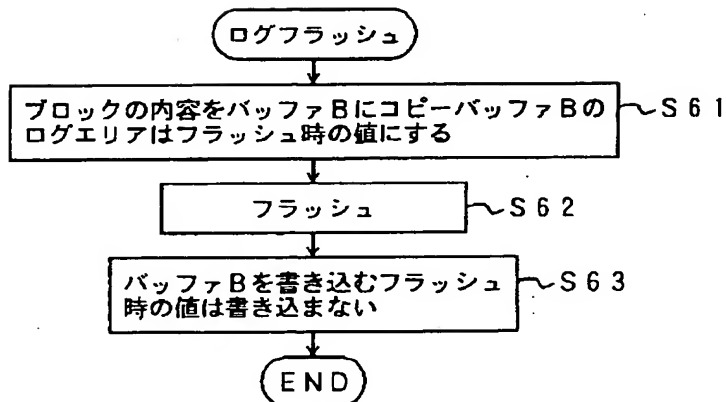 ログフラッシュ
ブロックの内容をバッファBにコピーバッファBの
ログエリアはフラッシュ時の値にする
S61
フラッシュ
S62
バッファBを書き込むフラッシュ
時の値は書き込まない
S63
END